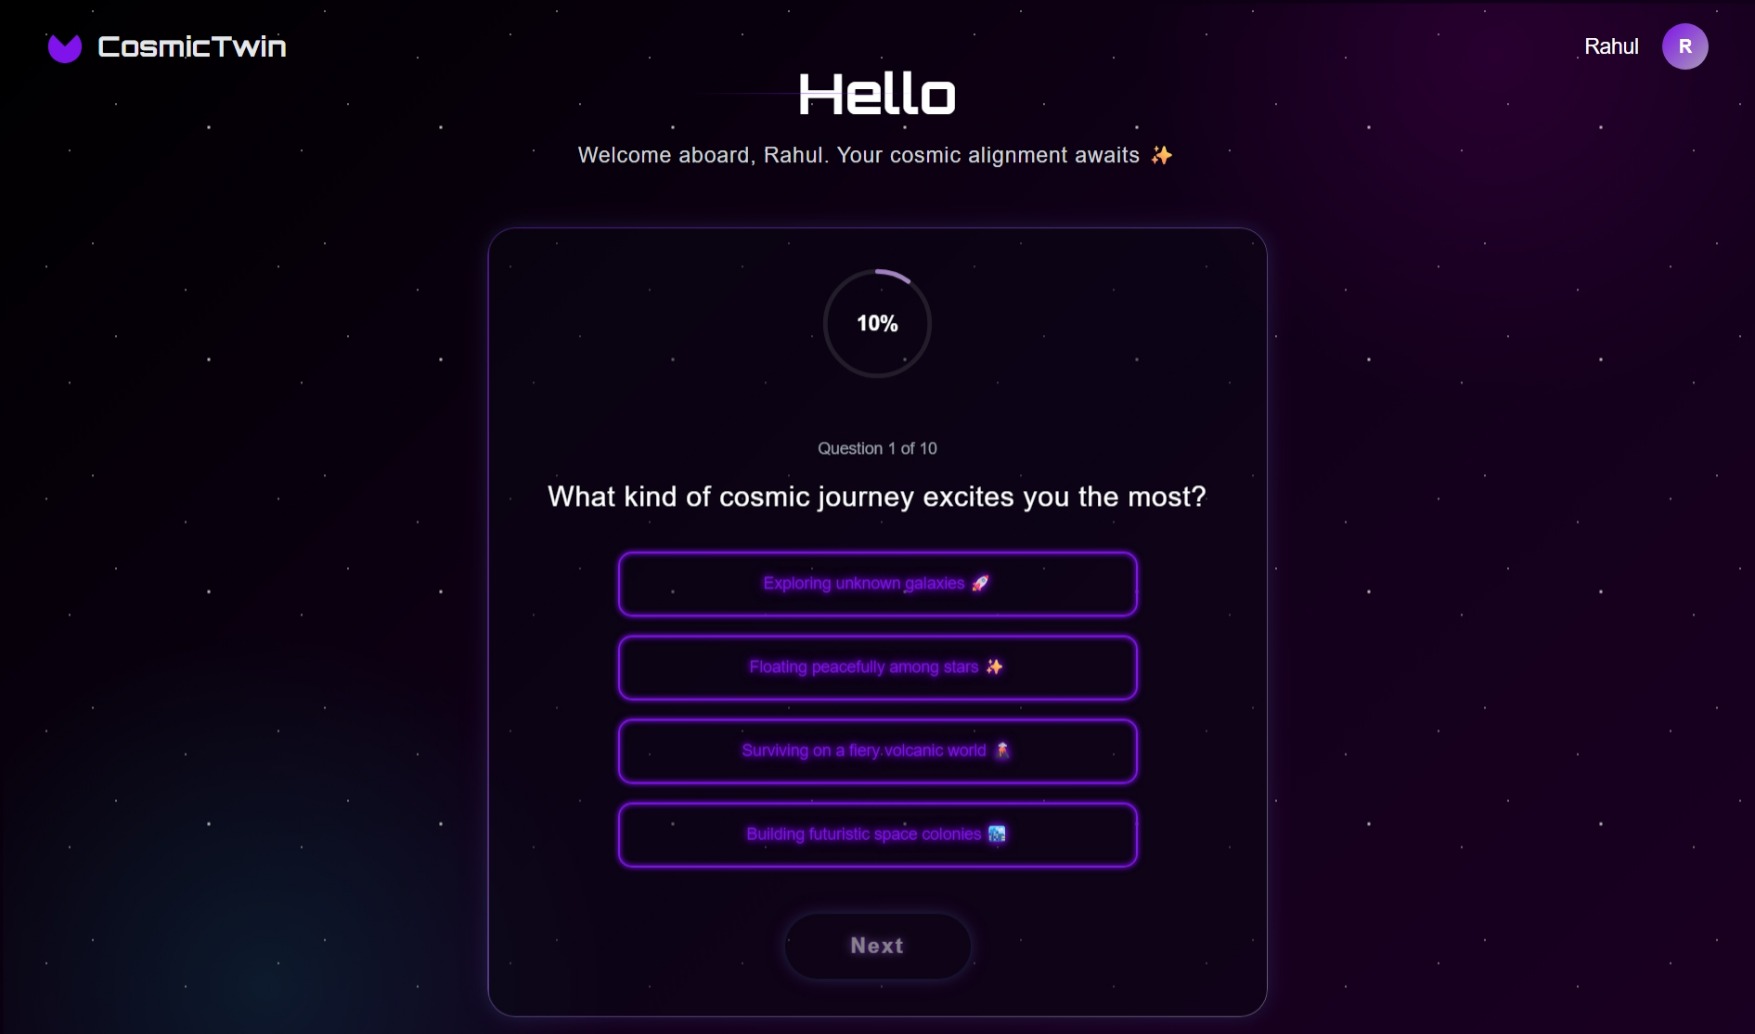 CosmicTwin
Rahul
R
Hello
Welcome aboard, Rahul. Your cosmic alignment awaits ✨
10%
Question 1 of 10
What kind of cosmic journey excites you the most?
Exploring unknown galaxies 🚀
Floating peacefully among stars ✨
Surviving on a fiery volcanic world 🌋
Building futuristic space colonies 🏙️
Next